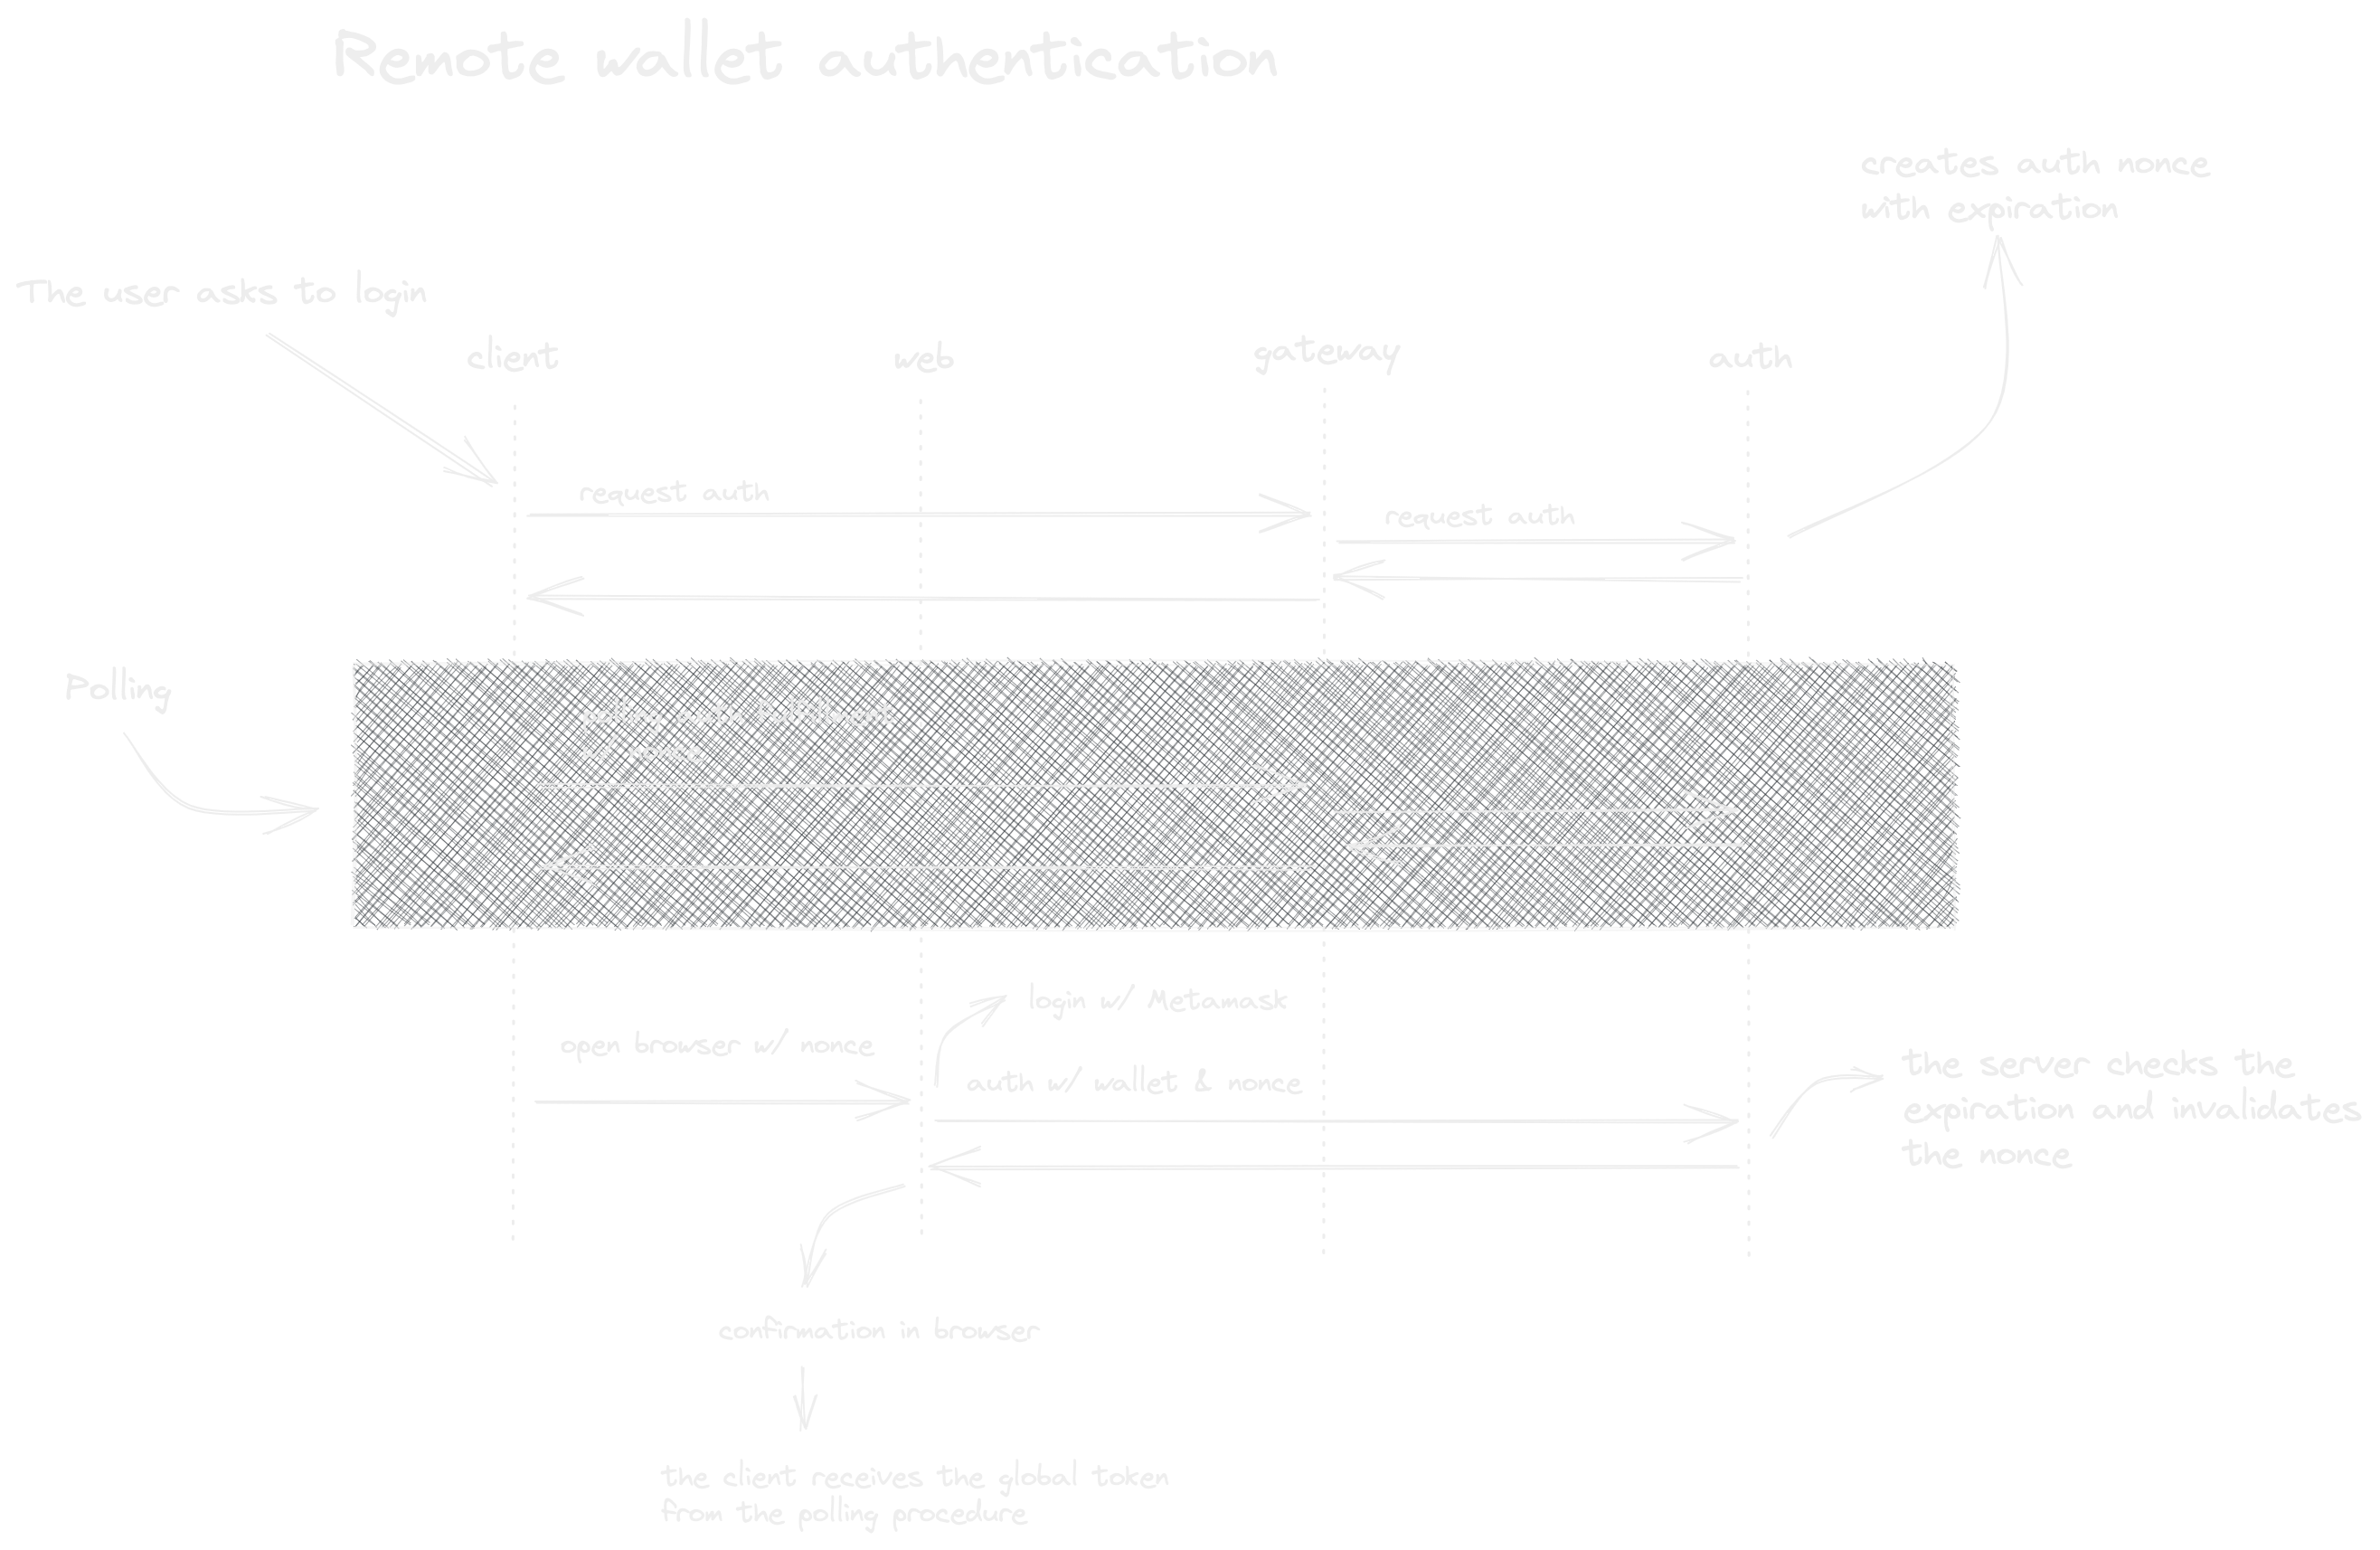 Remote wallet authentication
creates auth nonce
with expiration
The user asks to login
client
web
gateway
auth
request auth
request auth
Polling
polling auth fulfillment
w/ nonce
login w/ Metamask
open browser w/ nonce
auth w/ wallet & nonce
the server checks the
expiration and invalidates
the nonce
confirmation in browser
the client receives the global token
from the polling procedure